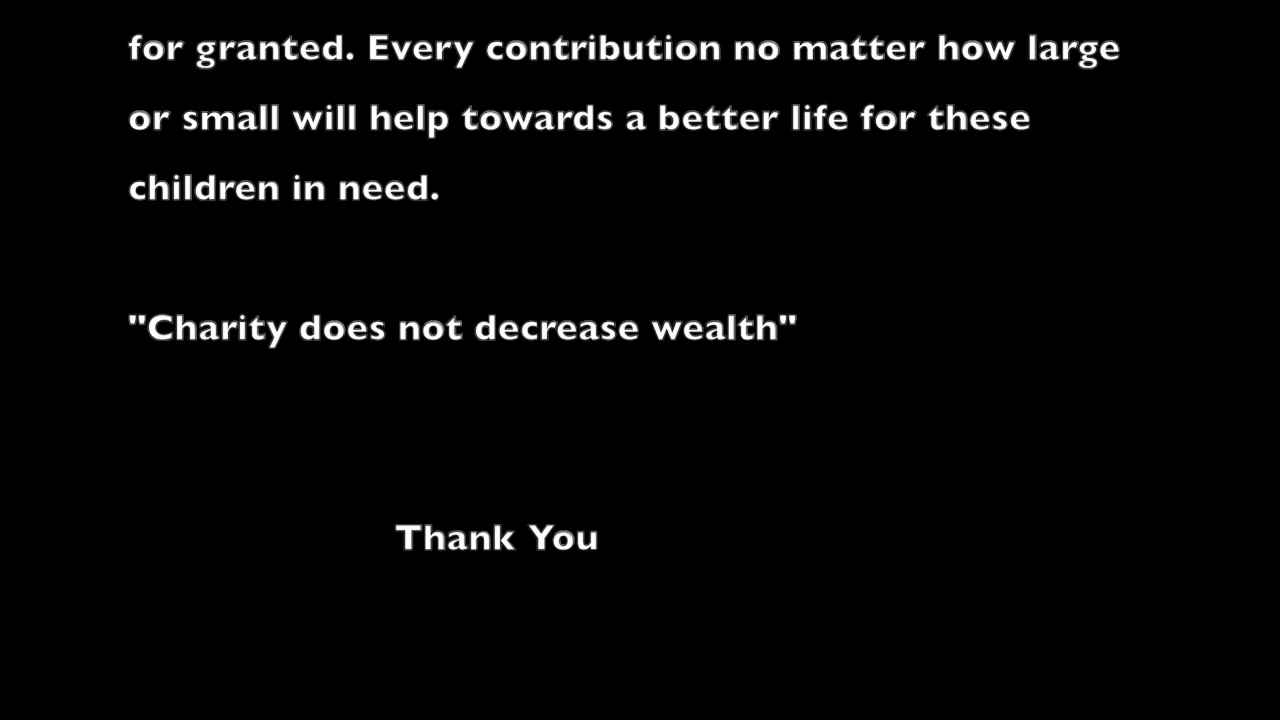 for granted. Every contribution no matter how large
or small will help towards a better life for these
children in need.
"Charity does not decrease wealth"
Thank You